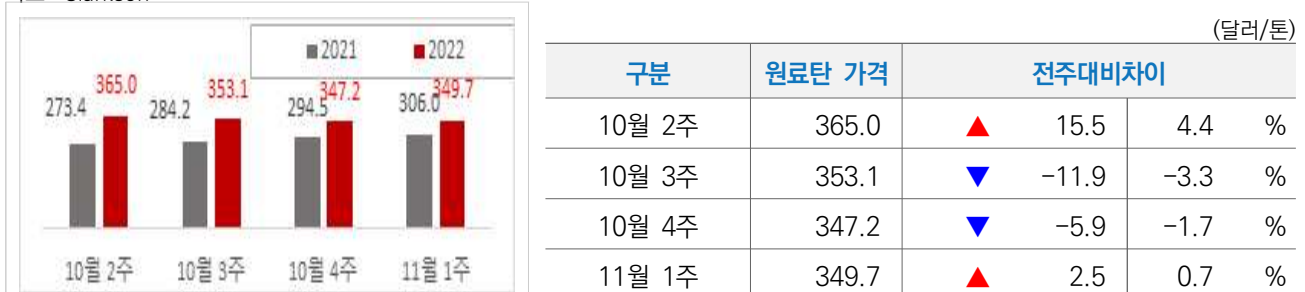 2021 2022
273.4 365.0 284.2 353.1 294.5 347.2 306.0 349.7
10월 2주 10월 3주 10월 4주 11월 1주
(달러/톤)
구분 원료탄 가격 전주대비차이
10월 2주 365.0 ▲ 15.5 4.4 %
10월 3주 353.1 ▼ -11.9 -3.3 %
10월 4주 347.2 ▼ -5.9 -1.7 %
11월 1주 349.7 ▲ 2.5 0.7 %